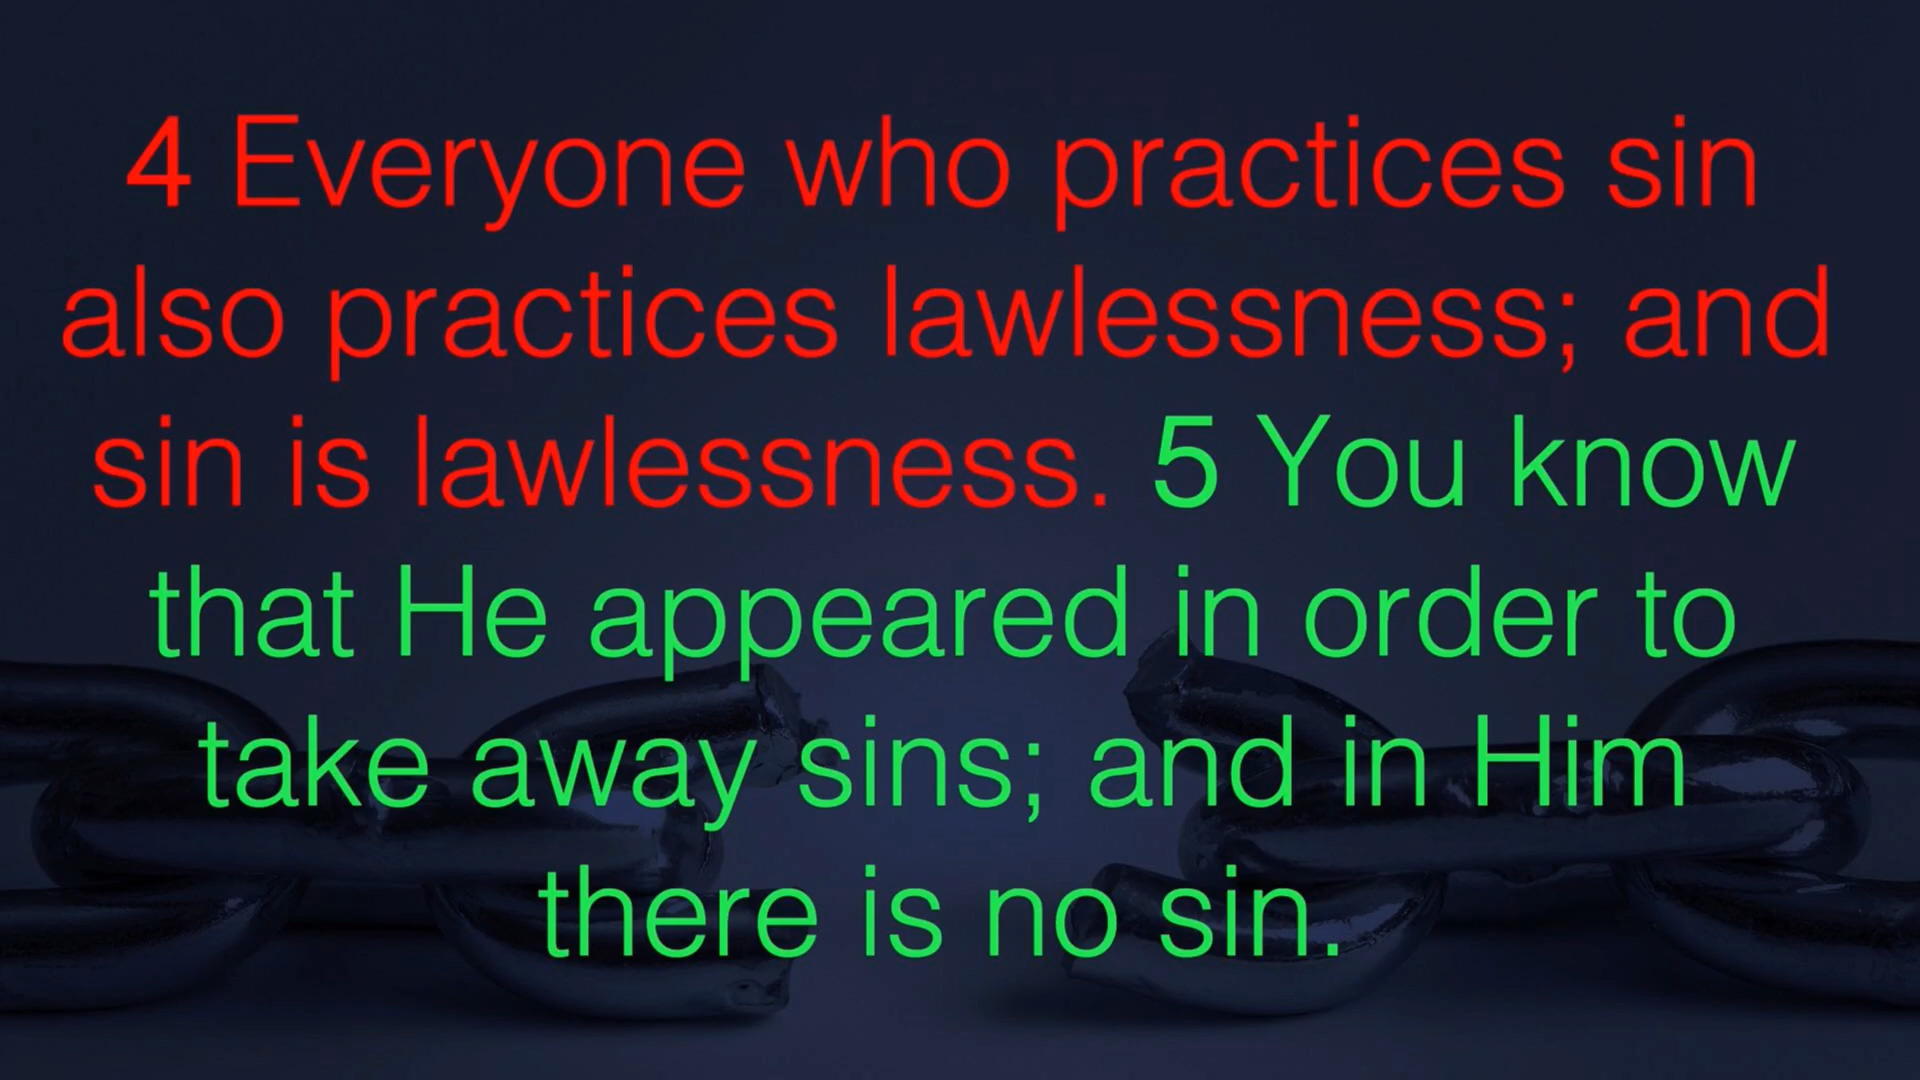 4 Everyone who practices sin
also practices lawlessness; and
sin is lawlessness. 5 You know
that He appeared in order to
take away sins; and in Him
there is no sin.